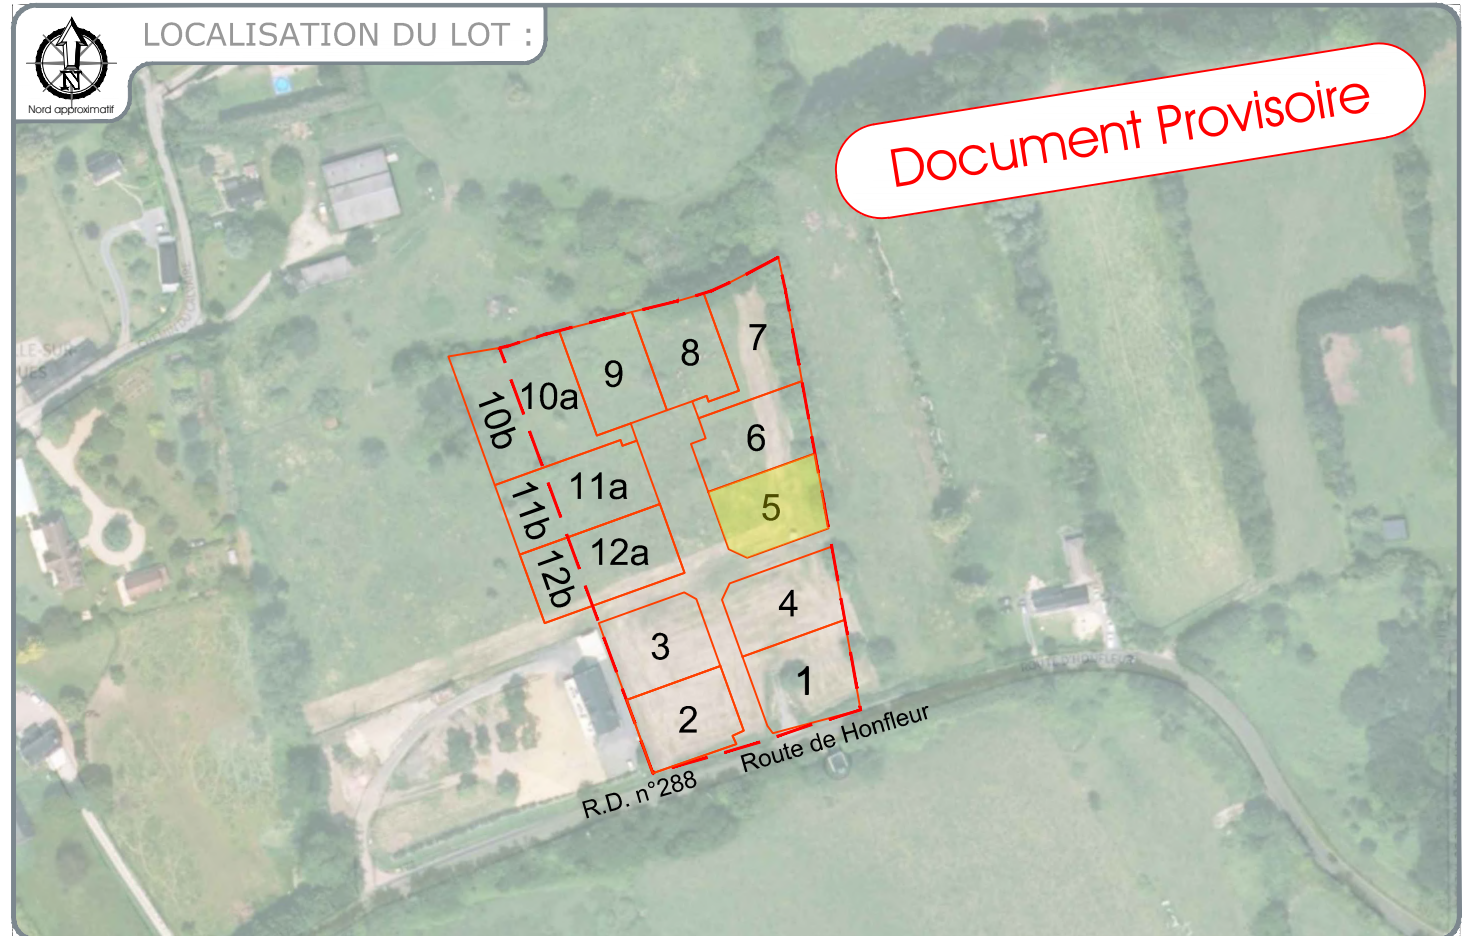 LOCALISATION DU LOT :
N
Nord approximatif
Document Provisoire
7
8
9
10a
10b
6
11a
11b
5
12a
12b
4
3
1
2
Route de Honfleur
R.D. n°288